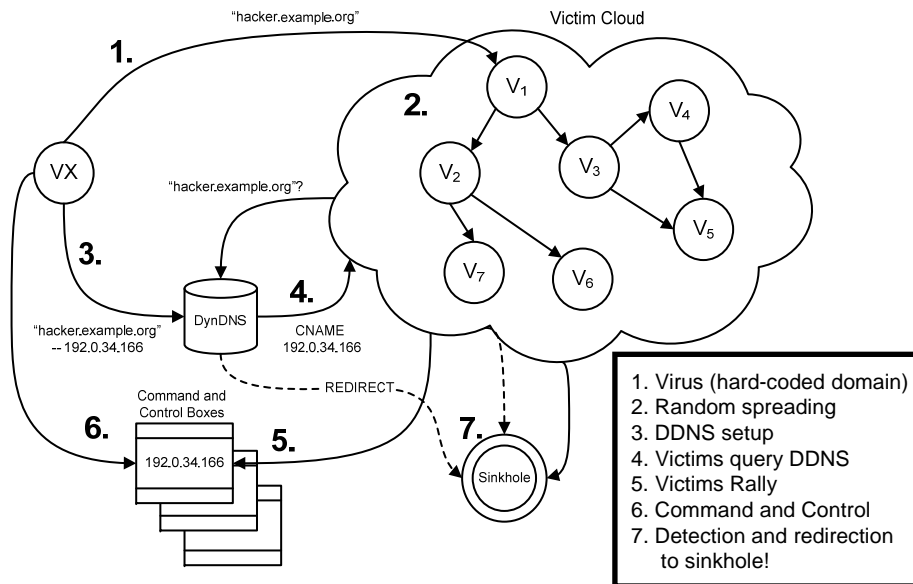 "hacker.example.org"
Victim Cloud
1.
2.
V1
V4
V2
V3
VX
"hacker.example.org"?
V5
3.
V7
V6
4.
DynDNS
"hacker.example.org"
-- 192.0.34.166
CNAME
192.0.34.166
REDIRECT
Command and
Control Boxes
6.
5.
7.
192.0.34.166
Sinkhole
1. Virus (hard-coded domain)
2. Random spreading
3. DDNS setup
4. Victims query DDNS
5. Victims Rally
6. Command and Control
7. Detection and redirection
to sinkhole!